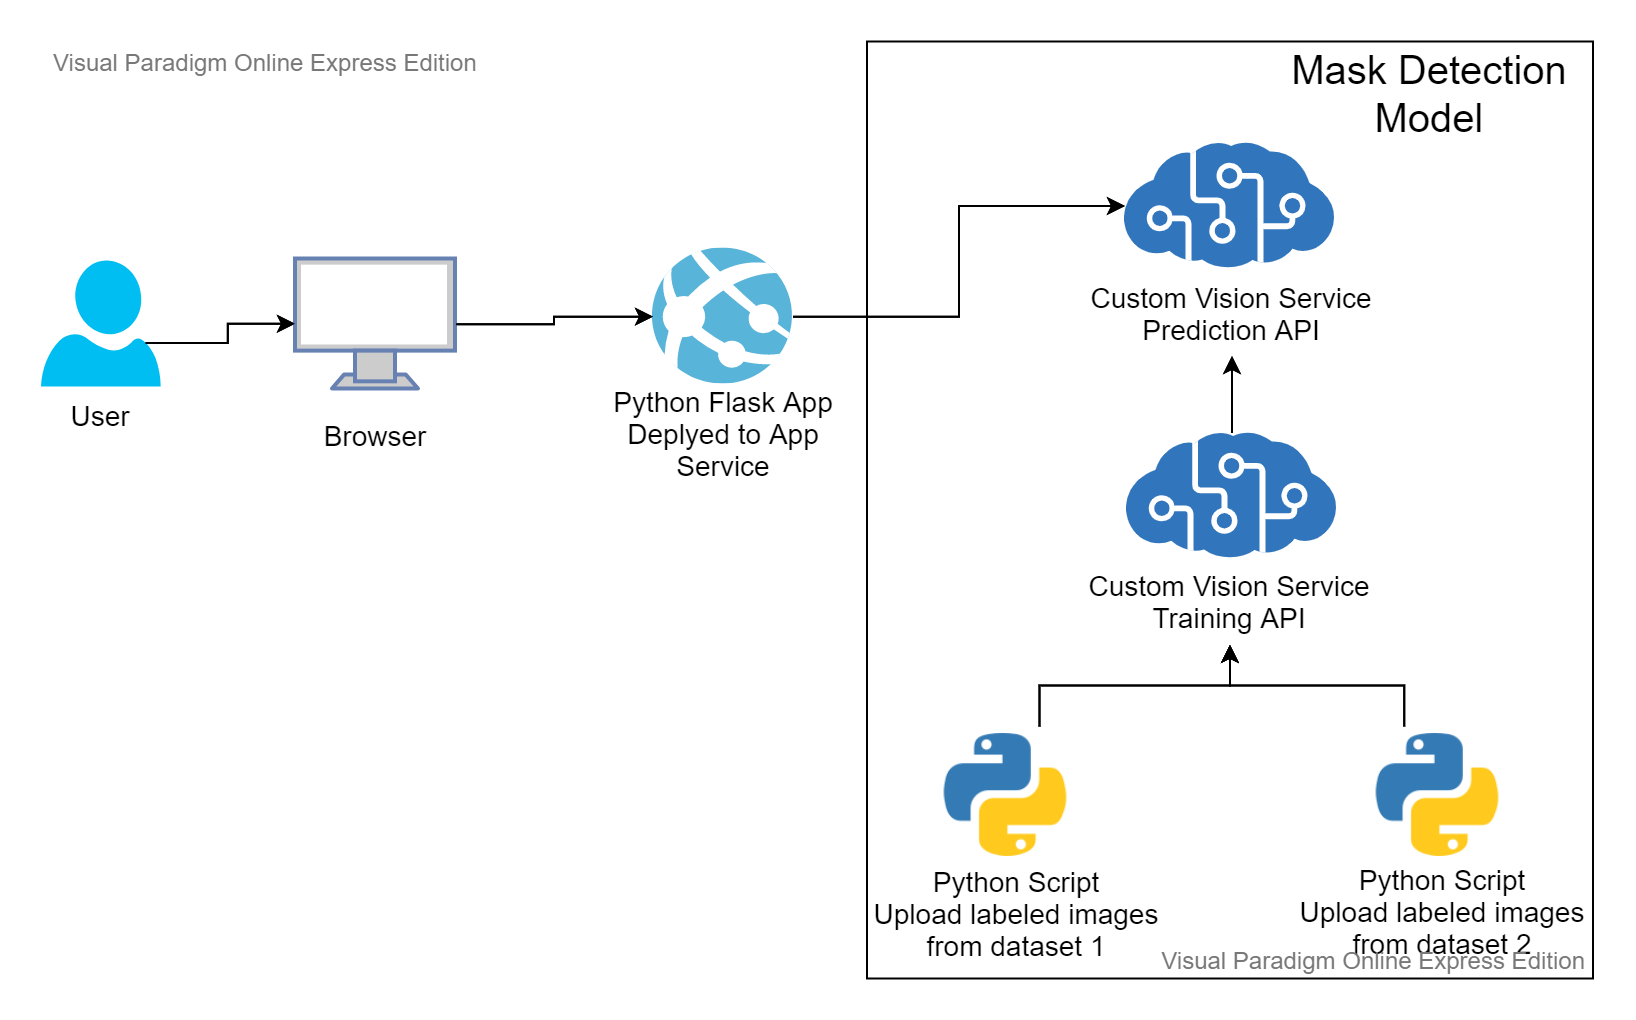 Visual Paradigm Online Express Edition
Mask Detection
Model
Custom Vision Service
Prediction API
User
Browser
Python Flask App
Deplyed to App
Service
Custom Vision Service
Training API
Python Script
Upload labeled images
from dataset 1
Python Script
Upload labeled images
from dataset 2
Visual Paradigm Online Express Edition